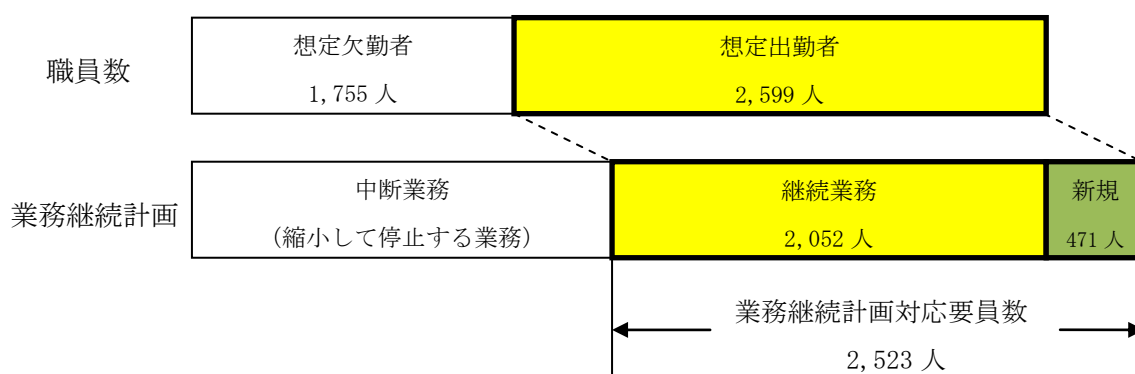 職員数
想定欠勤者
1,755 人
想定出勤者
2,599 人
業務継続計画
中断業務
(縮小して停止する業務)
継続業務
2,052 人
新規
471 人
業務継続計画対応要員数
2,523 人